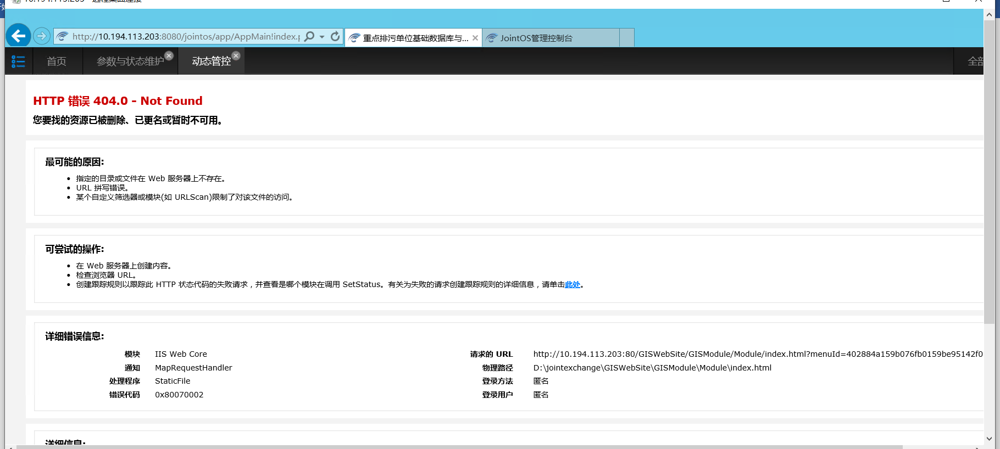 http://10.194.113.203:8080/jointos/app/AppMain!index.
重点排污单位基础数据库与...
JointOS管理控制台
首页
参数与状态维护
动态管控
HTTP 错误 404.0 - Not Found
您要找的资源已被删除、已更名或暂时不可用。
最可能的原因:
指定的目录或文件在 Web 服务器上不存在。
URL 拼写错误。
某个自定义筛选器或模块(如 URLScan)限制了对该文件的访问。
可尝试的操作:
在 Web 服务器上创建内容。
检查浏览器 URL。
创建跟踪规则以跟踪此 HTTP 状态代码的失败请求，并查看是哪个模块在调用 SetStatus。有关为失败的请求创建跟踪规则的详细信息，请单击此处。
详细错误信息:
模块 IIS Web Core
通知 MapRequestHandler
处理程序 StaticFile
错误代码 0x80070002
请求的 URL http://10.194.113.203:80/GISWebSite/GISModule/Module/index.html?menuId=402884a159b076fb0159be95142f0
物理路径 D:\jointexchange\GISWebSite\GISModule\Module\index.html
登录方法 匿名
登录用户 匿名
详细信息: